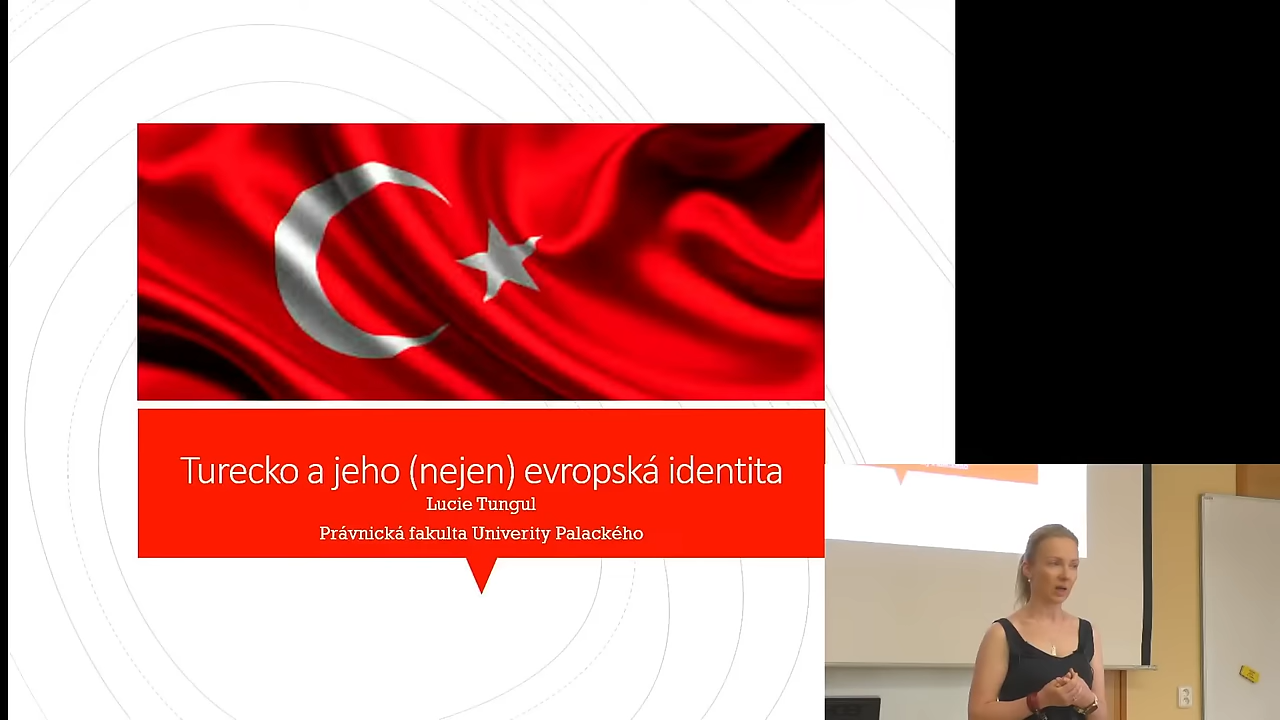 Turecko a jeho (nejen) evropská identita
Lucie Tungul
Právnická fakulta Univerity Palackého